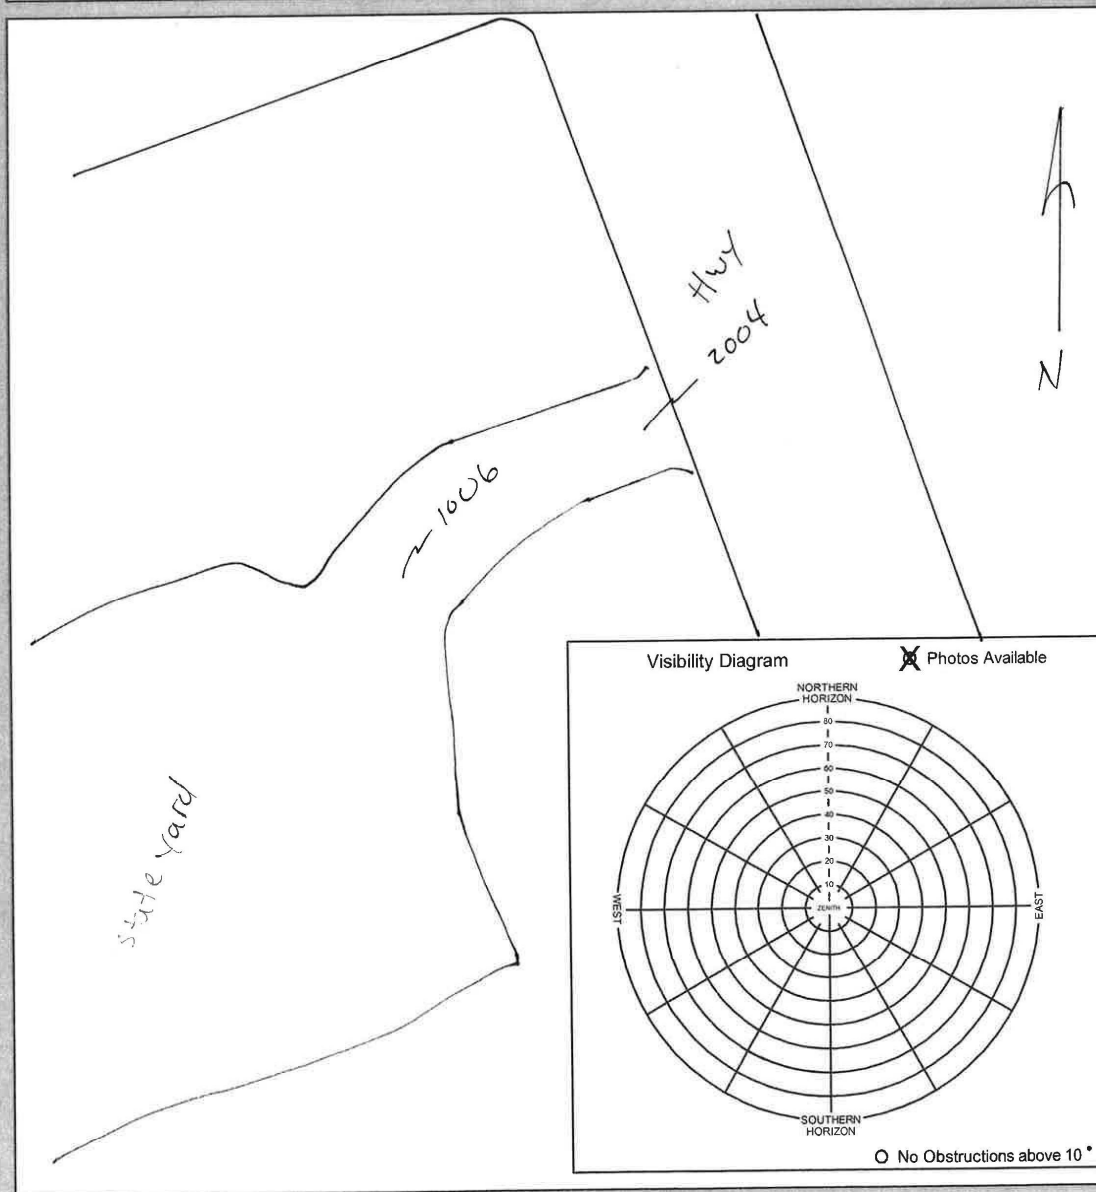 Hwy
2004
1006
N
State Yard
Visibility Diagram
Photos Available
NORTHERN
HORIZON
80
70
60
50
40
30
20
10
ZENITH
WEST
EAST
SOUTHERN
HORIZON
No Obstructions above 10°